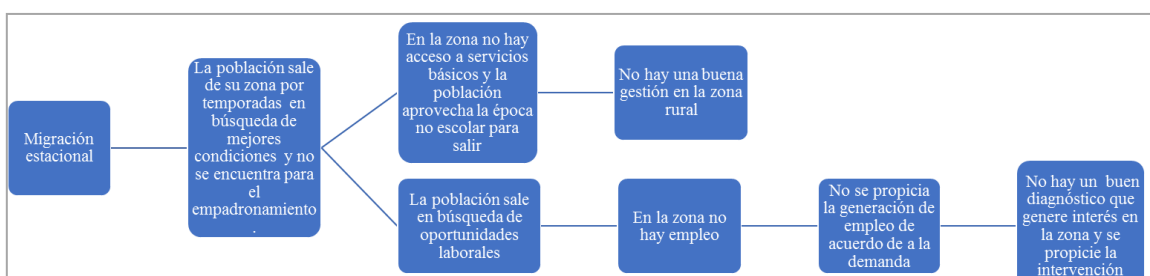 Migración
estacional
La población sale
de su zona por
temporadas en
búsqueda de
mejores
condiciones y no
se encuentra para
el
empadronamiento
.
En la zona no hay
acceso a servicios
básicos y la
población
aprovecha la época
no escolar para
salir
No hay una buena
gestión en la zona
rural
La población sale
en búsqueda de
oportunidades
laborales
En la zona no
hay empleo
No se propicia
la generación de
empleo de
acuerdo de a la
demanda
No hay un buen
diagnóstico que
genere interés en
la zona y se
propicie la
intervención